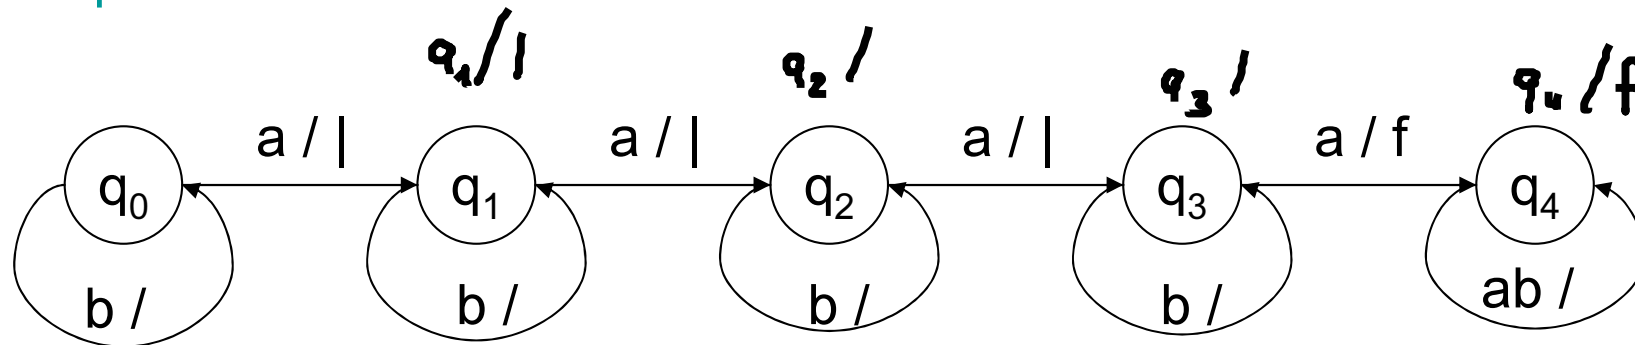 q₁/| q₂/ q₃/ q₄/f
a / | a / | a / | a / f
q₀ q₁ q₂ q₃ q₄
b / b / b / b / ab /